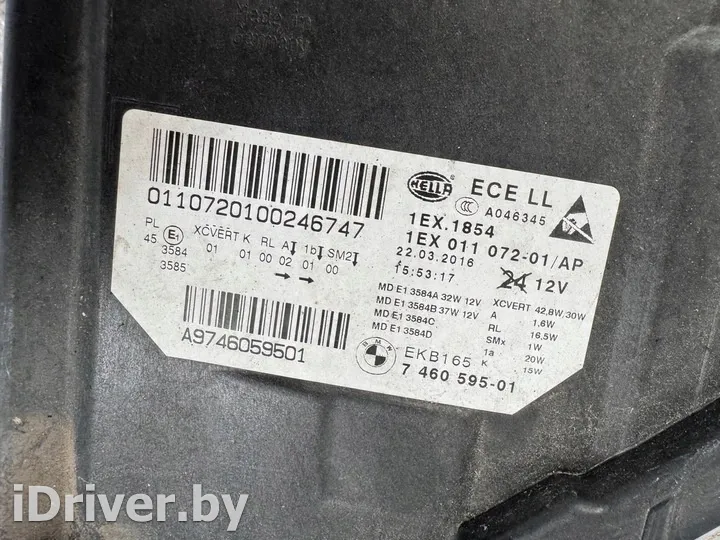 0110720100246747
HELLA ® ECE LL
CCC A046345
1EX.1854
1EX 011 072-01/AP
22.03.2016
15:53:17 24 12V
PL E1 XCVERT K RL A 1b SM2
45 3584 01 01 00 02 01 00
3585
MD E1 3584A 32W 12V XCVERT 42,8W,30W
MD E1 3584B 37W 12V A 1,6W
MD E1 3584C RL 16,5W
MD E1 3584D SMx 1W
1a 20W
K 15W
A9746059501
BMW EKB165
7 460 595-01
iDriver.by